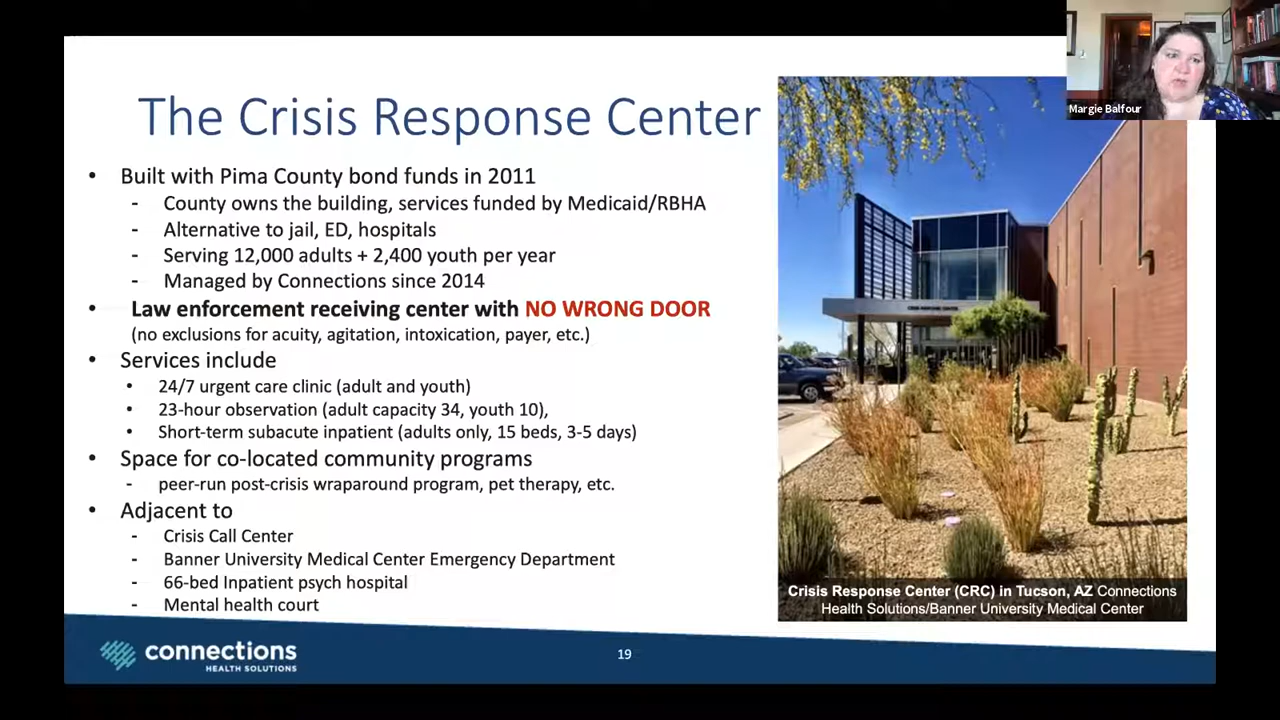 Margie Balfour
The Crisis Response Center
• Built with Pima County bond funds in 2011
- County owns the building, services funded by Medicaid/RBHA
- Alternative to jail, ED, hospitals
- Serving 12,000 adults + 2,400 youth per year
- Managed by Connections since 2014
• Law enforcement receiving center with NO WRONG DOOR
(no exclusions for acuity, agitation, intoxication, payer, etc.)
• Services include
• 24/7 urgent care clinic (adult and youth)
• 23-hour observation (adult capacity 34, youth 10),
• Short-term subacute inpatient (adults only, 15 beds, 3-5 days)
• Space for co-located community programs
- peer-run post-crisis wraparound program, pet therapy, etc.
• Adjacent to
- Crisis Call Center
- Banner University Medical Center Emergency Department
- 66-bed Inpatient psych hospital
- Mental health court
Crisis Response Center (CRC) in Tucson, AZ Connections
Health Solutions/Banner University Medical Center
connections
HEALTH SOLUTIONS
19